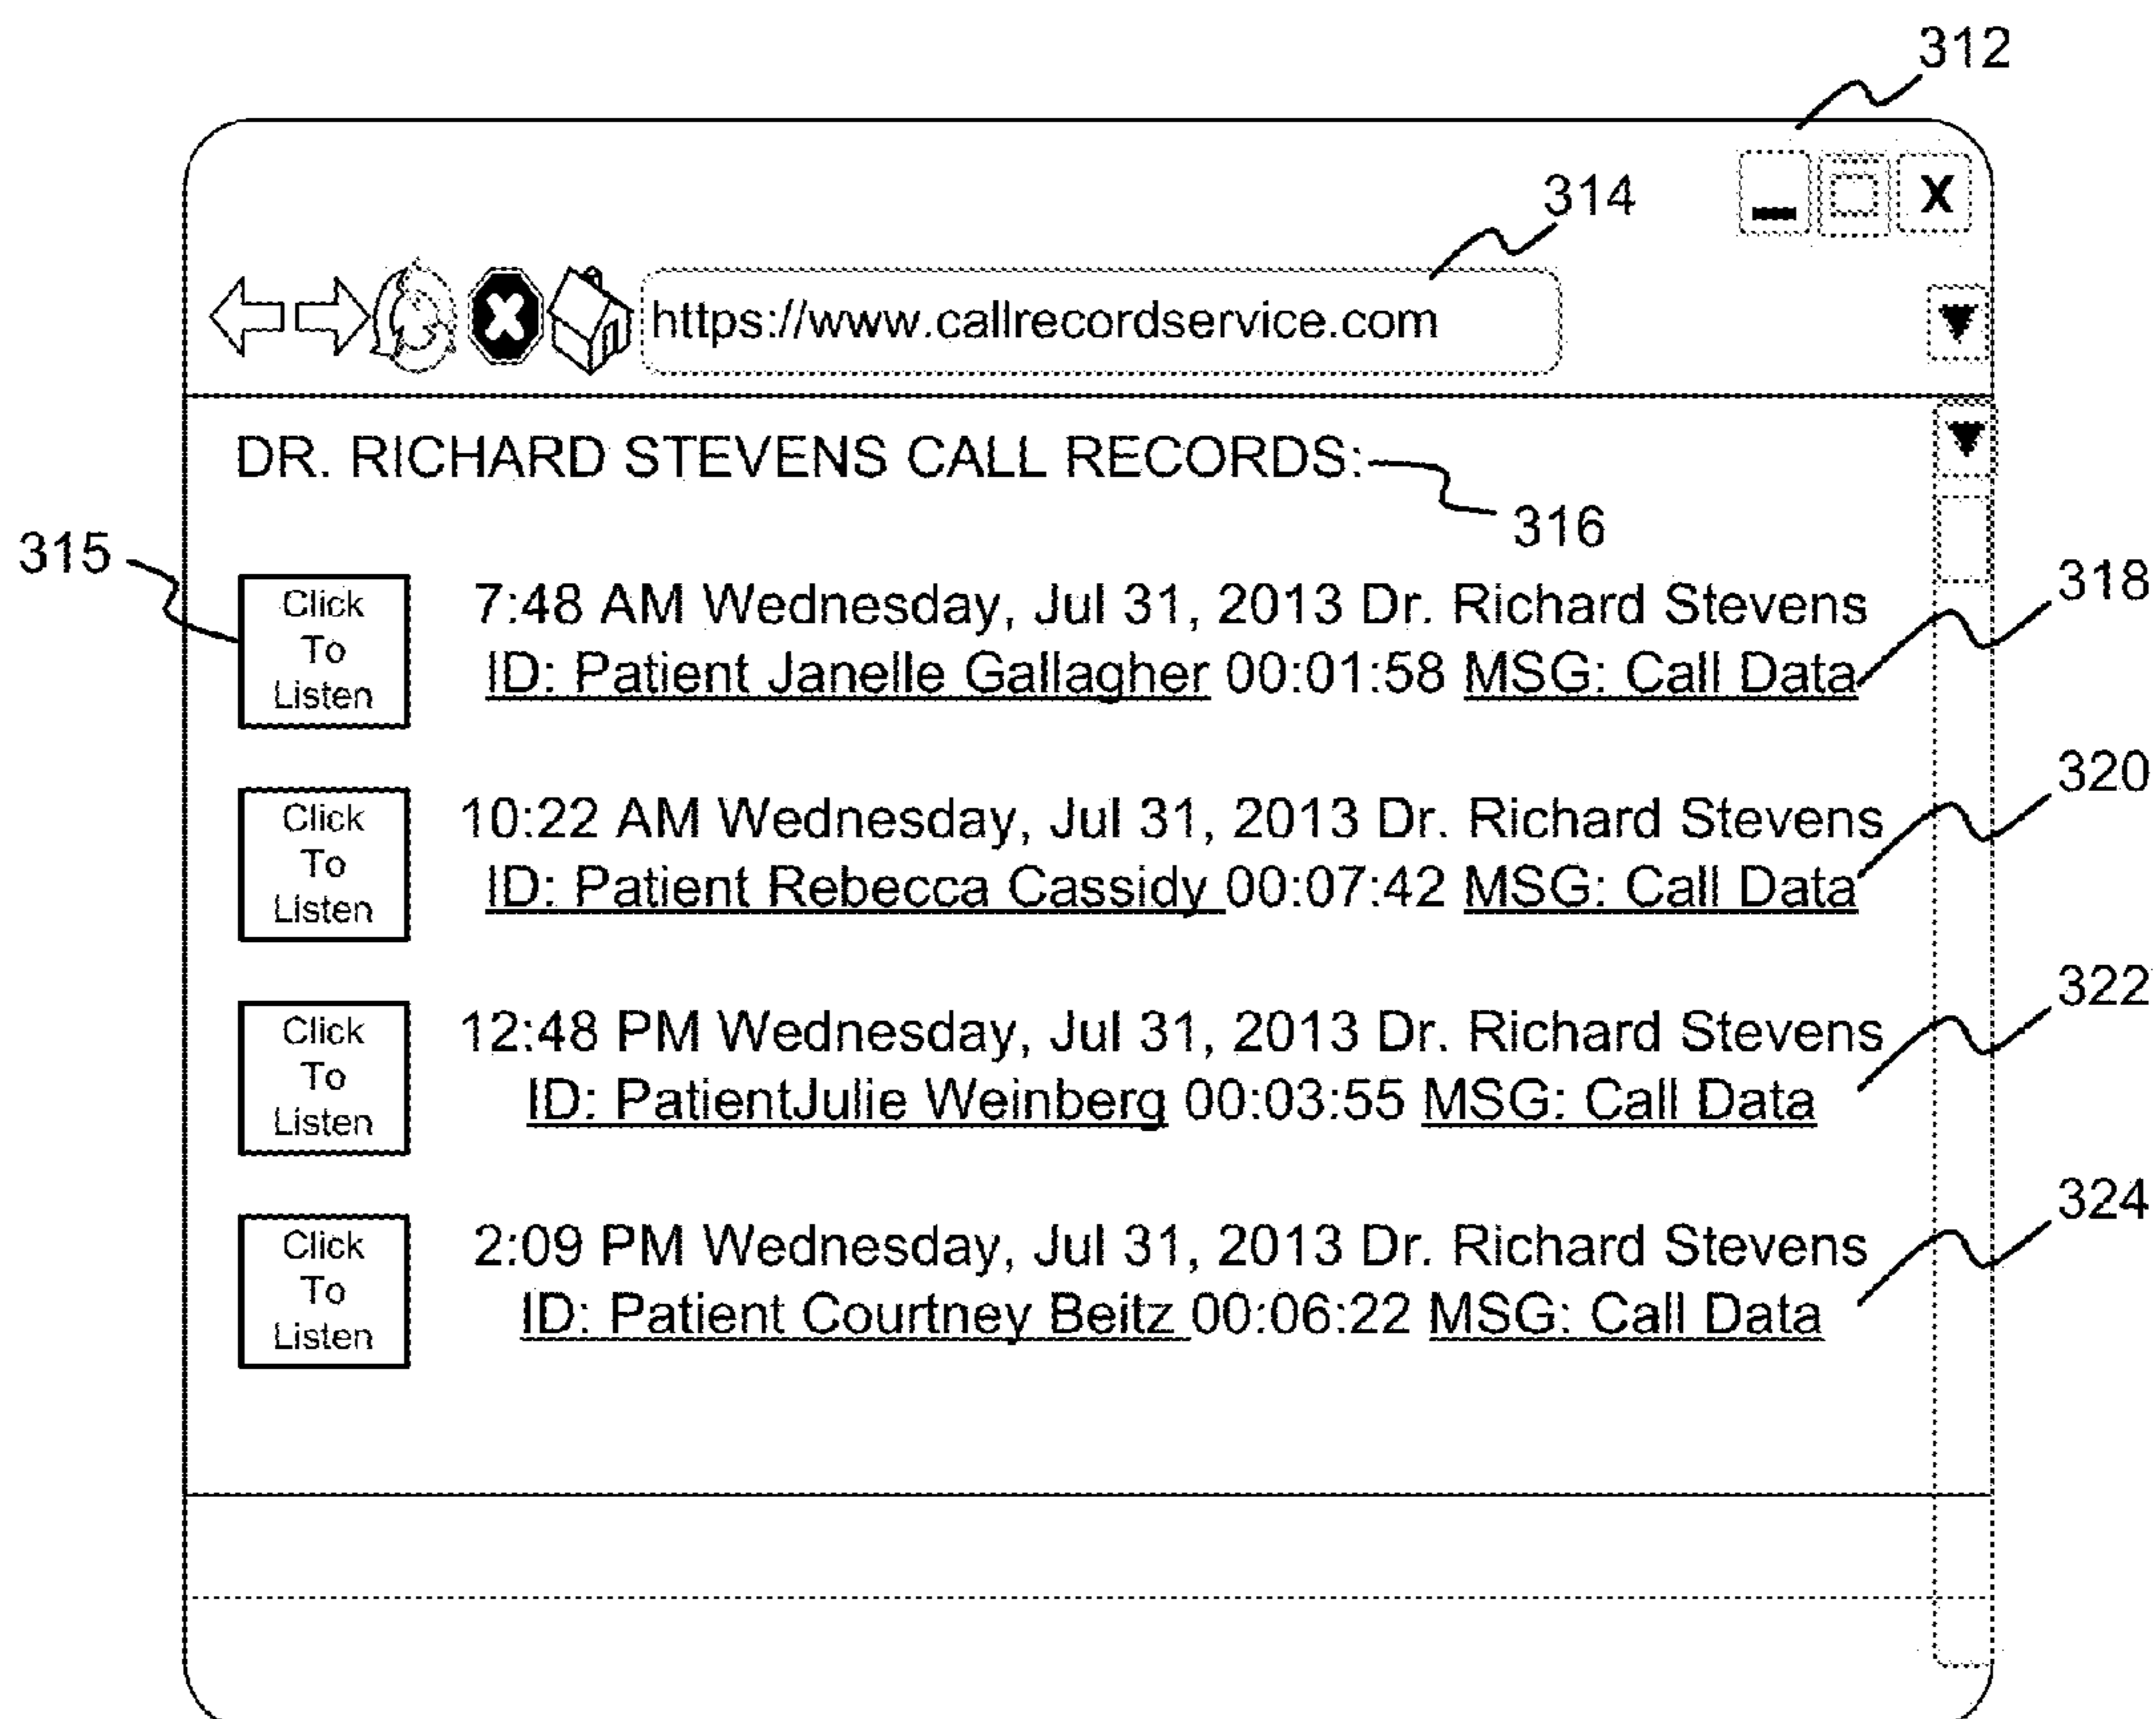 312
314
X
https://www.callrecordservice.com
DR. RICHARD STEVENS CALL RECORDS:
316
315
Click
To
Listen
7:48 AM Wednesday, Jul 31, 2013 Dr. Richard Stevens
ID: Patient Janelle Gallagher 00:01:58 MSG: Call Data
318
Click
To
Listen
10:22 AM Wednesday, Jul 31, 2013 Dr. Richard Stevens
ID: Patient Rebecca Cassidy 00:07:42 MSG: Call Data
320
Click
To
Listen
12:48 PM Wednesday, Jul 31, 2013 Dr. Richard Stevens
ID: PatientJulie Weinberg 00:03:55 MSG: Call Data
322
Click
To
Listen
2:09 PM Wednesday, Jul 31, 2013 Dr. Richard Stevens
ID: Patient Courtney Beitz 00:06:22 MSG: Call Data
324